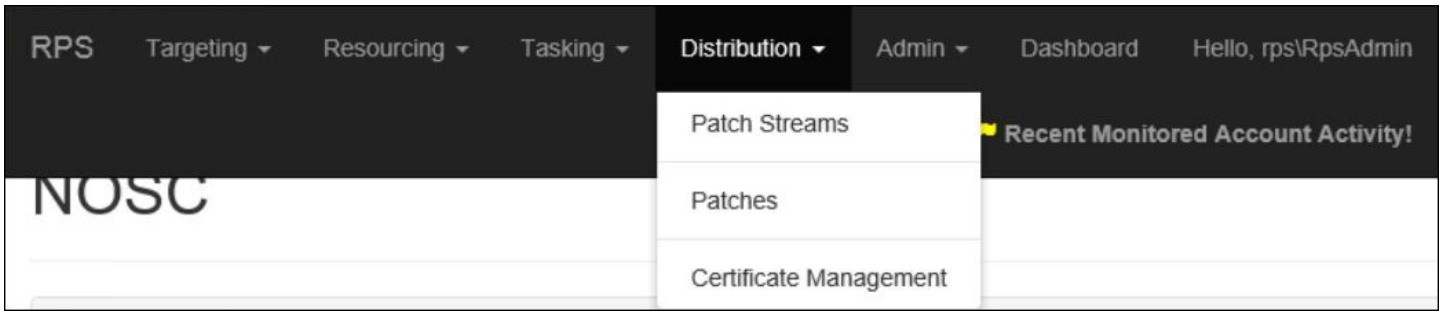 RPS Targeting Resourcing Tasking Distribution Admin Dashboard Hello, rps\RpsAdmin
Patch Streams
Recent Monitored Account Activity!
NOSC
Patches
Certificate Management